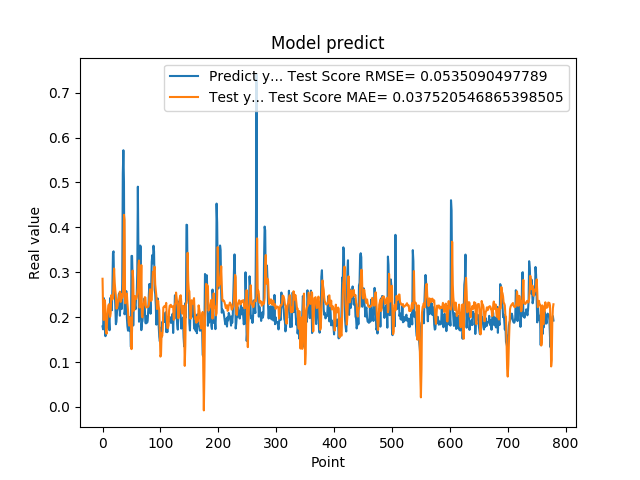 Model predict
Predict y... Test Score RMSE= 0.0535090497789
Test y... Test Score MAE= 0.037520546865398505
Real value
0.7
0.6
0.5
0.4
0.3
0.2
0.1
0.0
0 100 200 300 400 500 600 700 800
Point